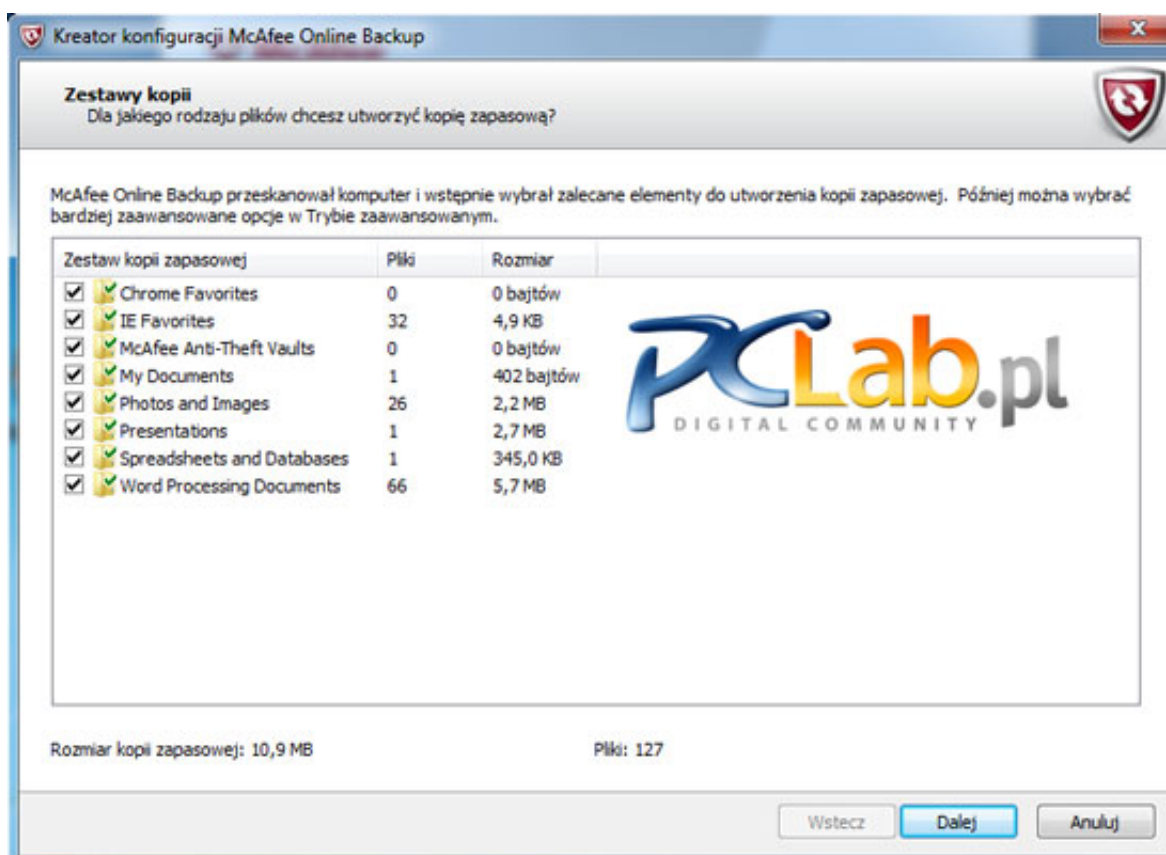 Kreator konfiguracji McAfee Online Backup
Zestawy kopii
Dla jakiego rodzaju plików chcesz utworzyć kopię zapasową?
McAfee Online Backup przeskanował komputer i wstępnie wybrał zalecane elementy do utworzenia kopii zapasowej. Później można wybrać
bardziej zaawansowane opcje w Trybie zaawansowanym.
Zestaw kopii zapasowej Pliki Rozmiar
Chrome Favorites 0 0 bajtów
IE Favorites 32 4,9 KB
McAfee Anti-Theft Vaults 0 0 bajtów
My Documents 1 402 bajtów
Photos and Images 26 2,2 MB
Presentations 1 2,7 MB
Spreadsheets and Databases 1 345,0 KB
Word Processing Documents 66 5,7 MB
PCLab.pl
DIGITAL COMMUNITY
Rozmiar kopii zapasowej: 10,9 MB Pliki: 127
Wstecz Dalej Anuluj